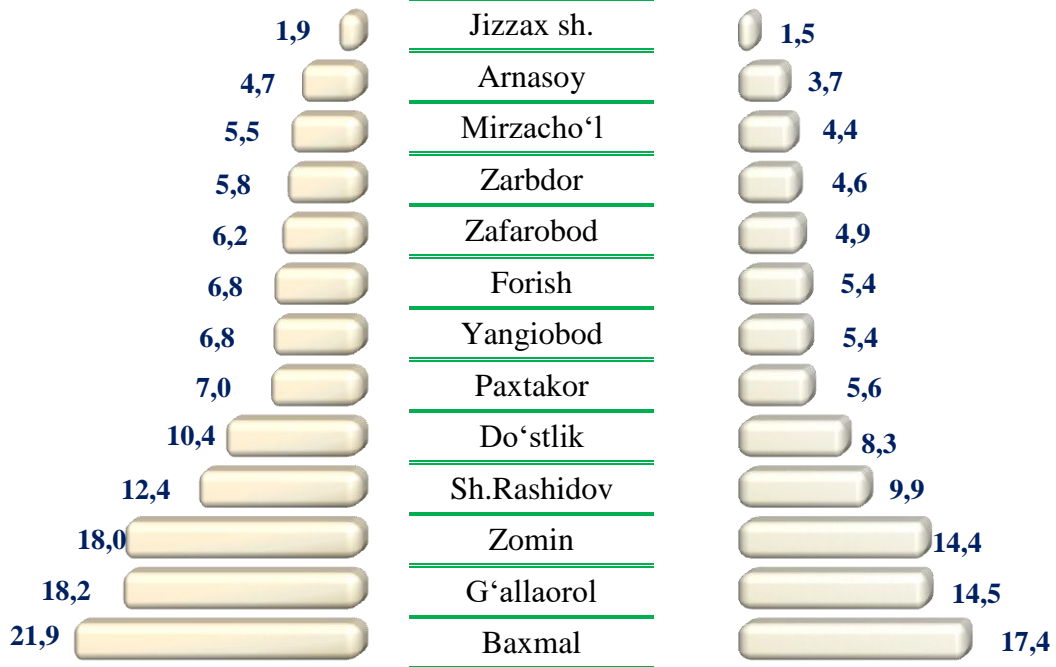 1,9 Jizzax sh. 1,5
4,7 Arnasoy 3,7
5,5 Mirzacho‘l 4,4
5,8 Zarbdor 4,6
6,2 Zafarobod 4,9
6,8 Forish 5,4
6,8 Yangiobod 5,4
7,0 Paxtakor 5,6
10,4 Do‘stlik 8,3
12,4 Sh.Rashidov 9,9
18,0 Zomin 14,4
18,2 G‘allaorol 14,5
21,9 Baxmal 17,4